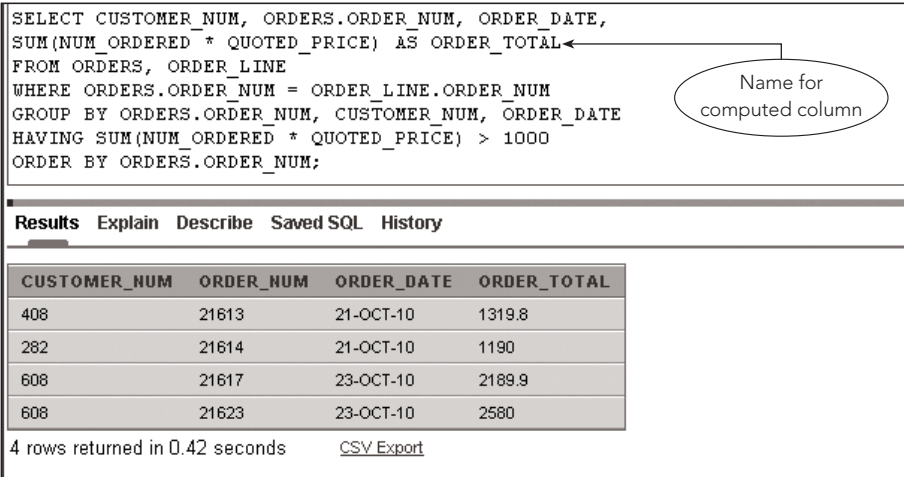 SELECT CUSTOMER_NUM, ORDERS.ORDER_NUM, ORDER_DATE,
SUM(NUM_ORDERED * QUOTED_PRICE) AS ORDER_TOTAL
FROM ORDERS, ORDER_LINE
WHERE ORDERS.ORDER_NUM = ORDER_LINE.ORDER_NUM
GROUP BY ORDERS.ORDER_NUM, CUSTOMER_NUM, ORDER_DATE
HAVING SUM(NUM_ORDERED * QUOTED_PRICE) > 1000
ORDER BY ORDERS.ORDER_NUM;
Name for
computed column
Results Explain Describe Saved SQL History
CUSTOMER_NUM ORDER_NUM ORDER_DATE ORDER_TOTAL
408 21613 21-OCT-10 1319.8
282 21614 21-OCT-10 1190
608 21617 23-OCT-10 2189.9
608 21623 23-OCT-10 2580
4 rows returned in 0.42 seconds CSV Export